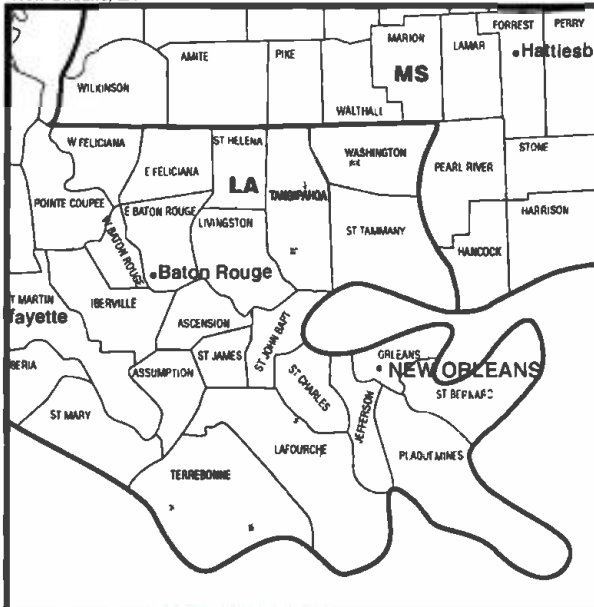 FORREST PERRY
MARION
LAMAR
Hattiesb
AMITE
PIKE
MS
WILKINSON
WALTHALL
W FELICIANA
ST HELENA
WASHINGTON
STONE
E FELICIANA
PEARL RIVER
LA
TANGIPAHOA
POINTE COUPEE
E BATON ROUGE
HARRISON
LIVINGSTON
ST TAMMANY
W BATON ROUGE
HANCOCK
Baton Rouge
T MARTIN
IBERVILLE
fayette
ASCENSION
ST JOHN BAPT
ST JAMES
ORLEANS
BERIA
ASSUMPTION
NEW ORLEANS
ST CHARLES
ST BERNARD
ST MARY
JEFFERSON
LAFOURCHE
PLAQUEMINES
TERREBONNE